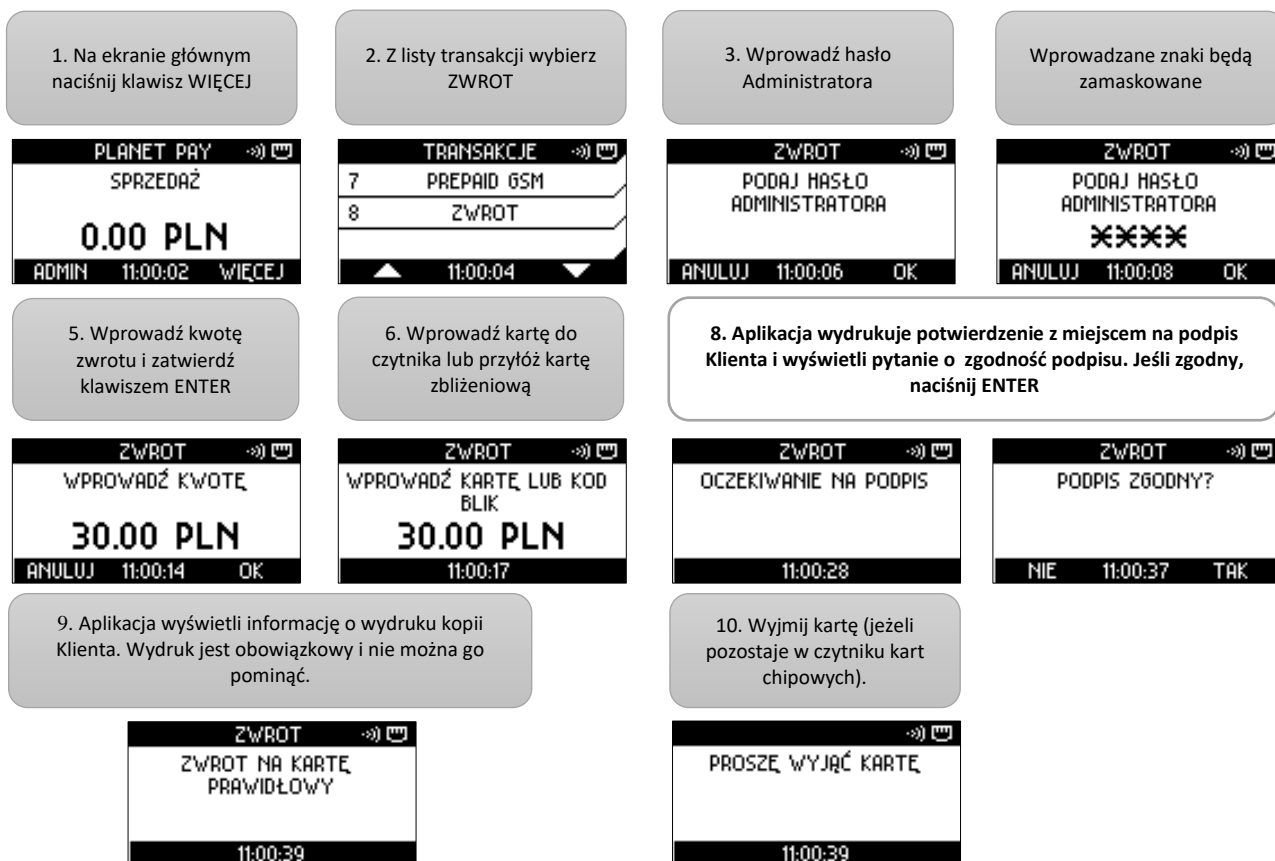 1. Na ekranie głównym
naciśnij klawisz WIĘCEJ
2. Z listy transakcji wybierz
ZWROT
3. Wprowadź hasło
Administratora
Wprowadzane znaki będą
zamaskowane
PLANET PAY
SPRZEDAŻ
0.00 PLN
ADMIN 11:00:02 WIĘCEJ
TRANSAKCJE
7 PREPAID GSM
8 ZWROT
11:00:04
ZWROT
PODAJ HASŁO
ADMINISTRATORA
ANULUJ 11:00:06 OK
ZWROT
PODAJ HASŁO
ADMINISTRATORA
****
ANULUJ 11:00:08 OK
5. Wprowadź kwotę
zwrotu i zatwierdź
klawiszem ENTER
6. Wprowadź kartę do
czytnika lub przyłóż kartę
zbliżeniową
8. Aplikacja wydrukuje potwierdzenie z miejscem na podpis
Klienta i wyświetli pytanie o zgodność podpisu. Jeśli zgodny,
naciśnij ENTER
ZWROT
WPROWADŹ KWOTĘ
30.00 PLN
ANULUJ 11:00:14 OK
ZWROT
WPROWADŹ KARTĘ LUB KOD
BLIK
30.00 PLN
11:00:17
ZWROT
OCZEKIWANIE NA PODPIS
11:00:28
ZWROT
PODPIS ZGODNY?
NIE 11:00:37 TAK
9. Aplikacja wyświetli informację o wydruku kopii
Klienta. Wydruk jest obowiązkowy i nie można go
pominąć.
10. Wyjmij kartę (jeżeli
pozostaje w czytniku kart
chipowych).
ZWROT
ZWROT NA KARTĘ
PRAWIDŁOWY
11:00:39
PROSZĘ WYJĄĆ KARTĘ
11:00:39